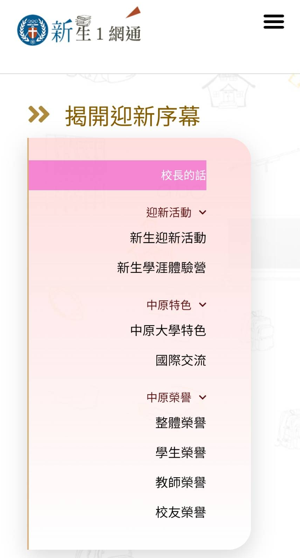 新生1網通
揭開迎新序幕
校長的話
迎新活動
新生迎新活動
新生學涯體驗營
中原特色
中原大學特色
國際交流
中原榮譽
整體榮譽
學生榮譽
教師榮譽
校友榮譽